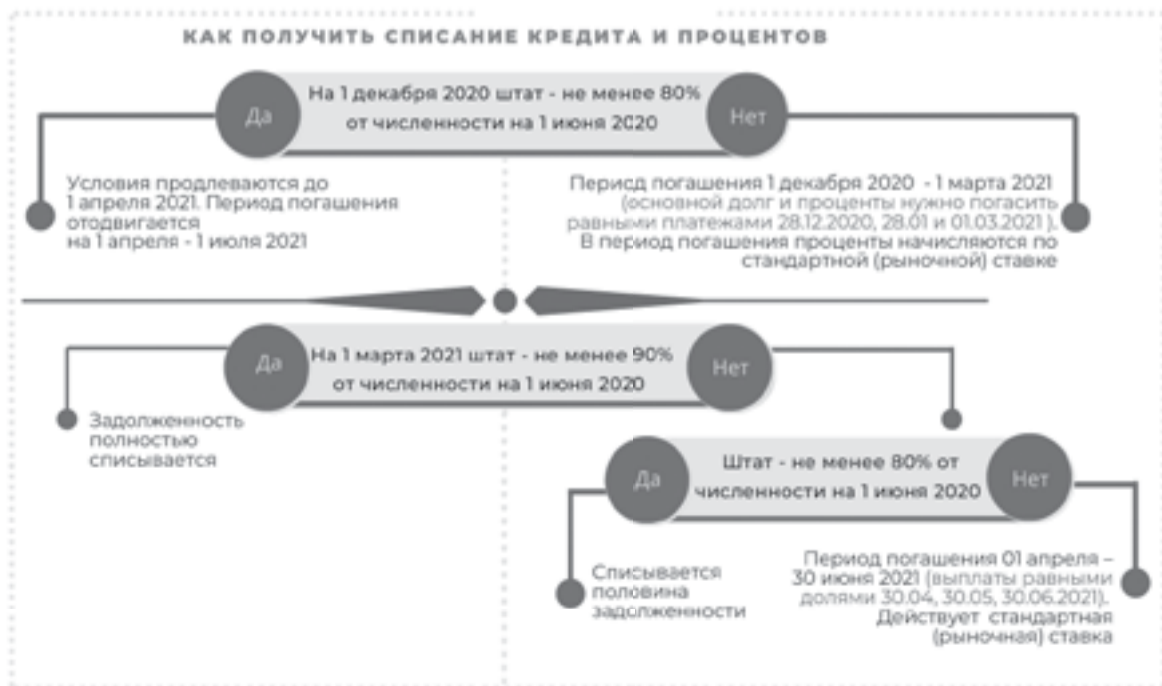 КАК ПОЛУЧИТЬ СПИСАНИЕ КРЕДИТА И ПРОЦЕНТОВ
Да
На 1 декабря 2020 штат - не менее 80%
от численности на 1 июня 2020
Нет
Условия продлеваются до
1 апреля 2021. Период погашения
отодвигается
на 1 апреля - 1 июля 2021
Период погашения 1 декабря 2020 - 1 марта 2021
(основной долг и проценты нужно погасить
равными платежами 28.12.2020, 28.01 и 01.03.2021 ).
В период погашения проценты начисляются по
стандартной (рыночной) ставке
Да
На 1 марта 2021 штат - не менее 90%
от численности на 1 июня 2020
Нет
Задолженность
полностью
списывается
Да
Штат - не менее 80% от
численности на 1 июня 2020
Нет
Списывается
половина
задолженности
Период погашения 01 апреля –
30 июня 2021 (выплаты равными
долями 30.04, 30.05, 30.06.2021).
Действует стандартная
(рыночная) ставка